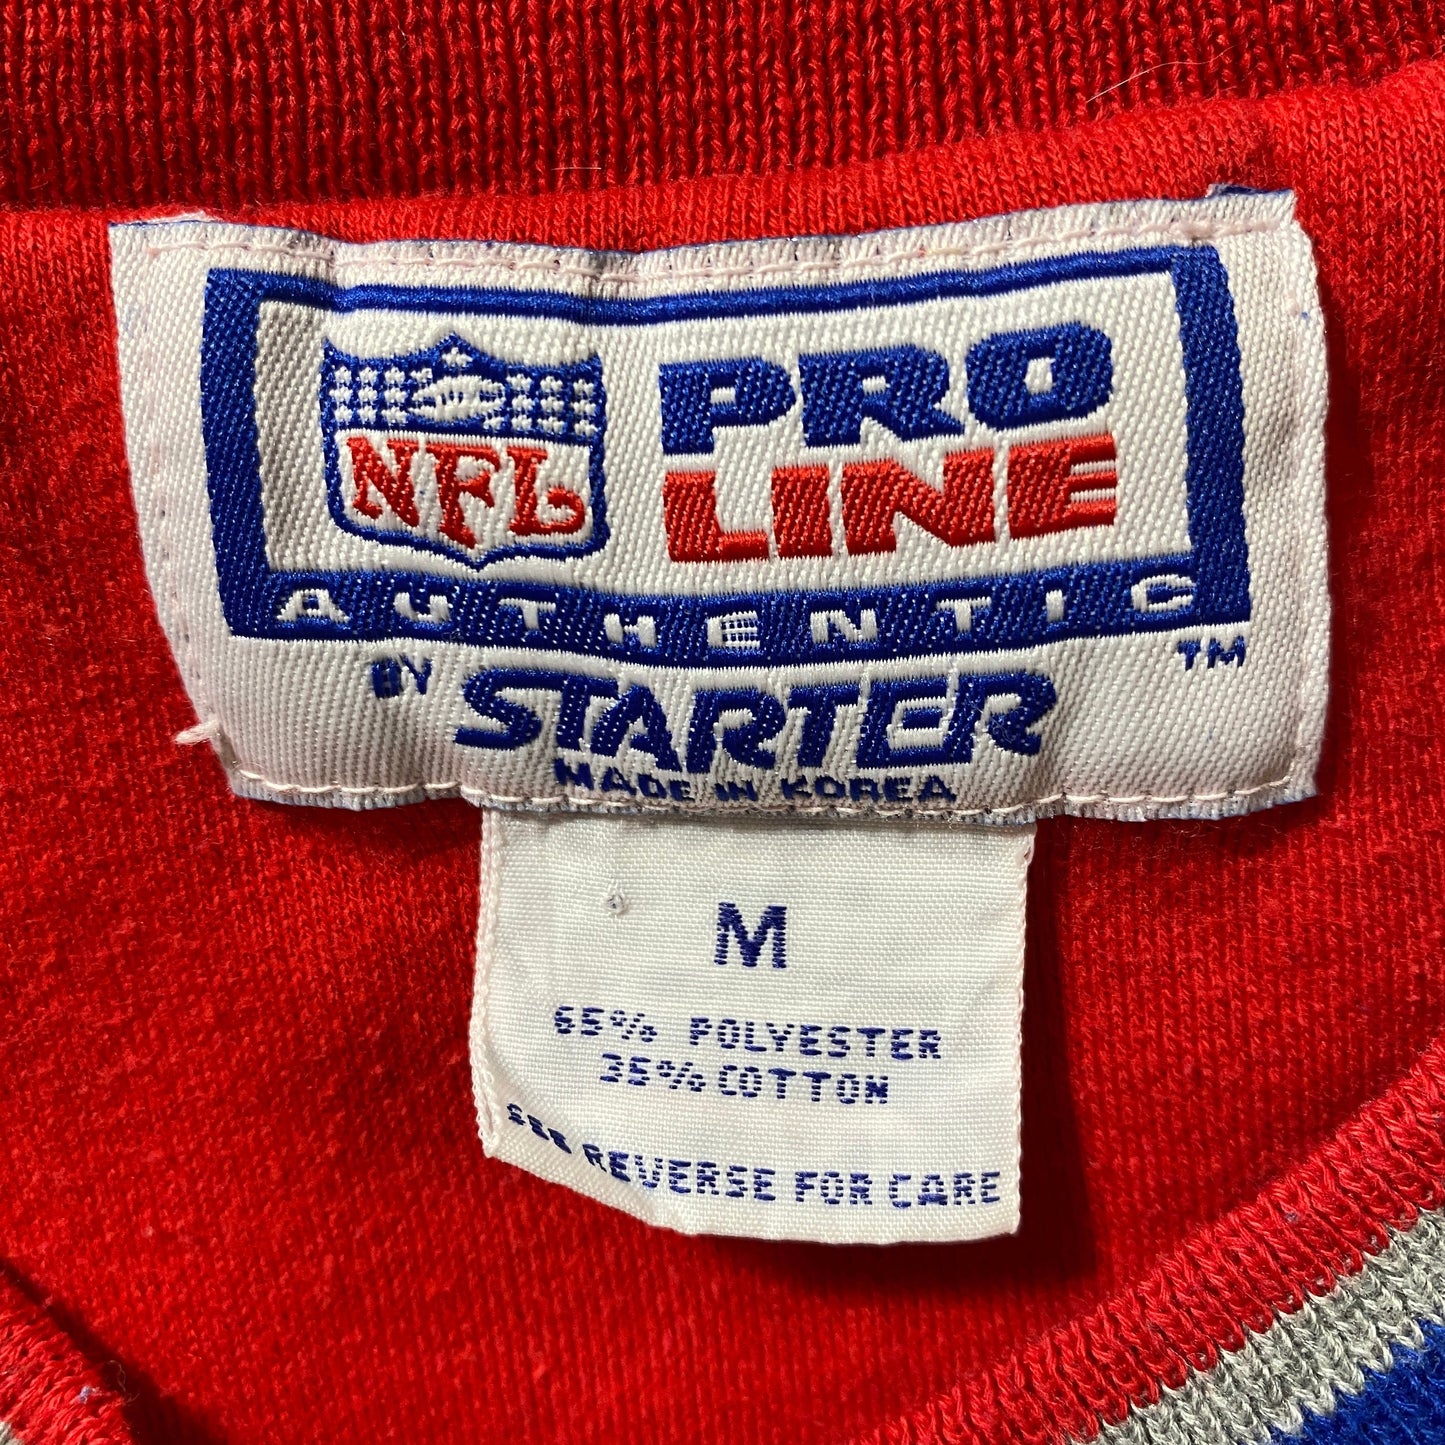 NFL
PRO
LINE
AUTHENTIC
BY STARTER ™
MADE IN KOREA
M
65% POLYESTER
35% COTTON
SEE REVERSE FOR CARE